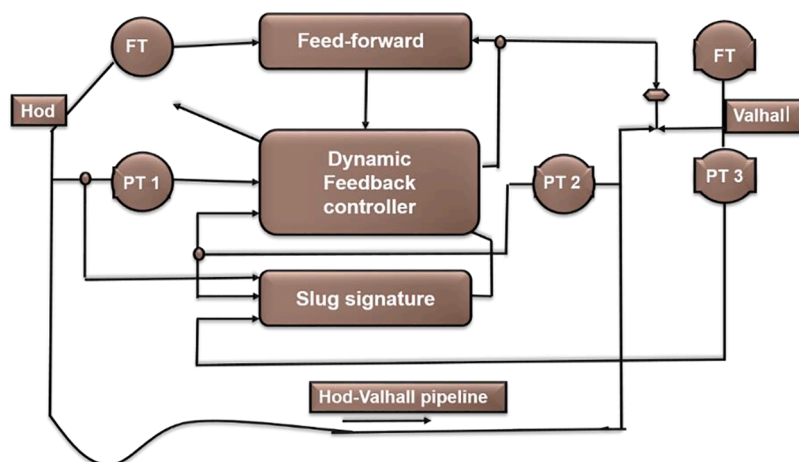 FT
Feed-forward
FT
Hod
Valhall
Dynamic
Feedback
controller
PT 1
PT 2
PT 3
Slug signature
Hod-Valhall pipeline